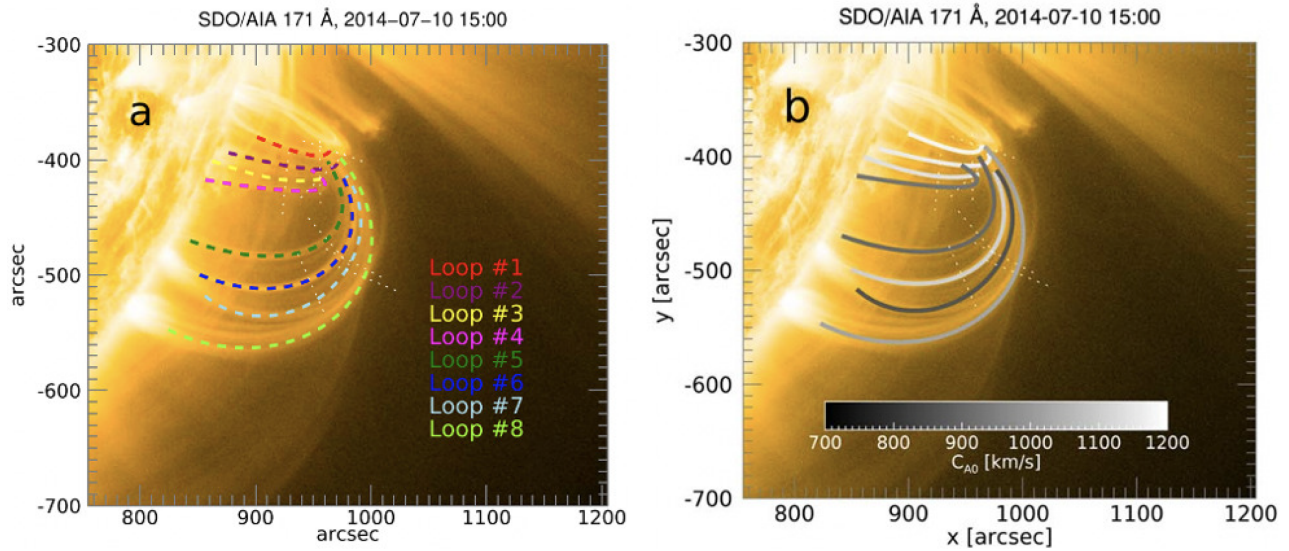 SDO/AIA 171 Å, 2014−07−10 15:00
a
-300
-400
-500
-600
-700
800 900 1000 1100 1200
arcsec
arcsec
Loop #1
Loop #2
Loop #3
Loop #4
Loop #5
Loop #6
Loop #7
Loop #8
SDO/AIA 171 Å, 2014-07-10 15:00
b
-300
-400
-500
-600
-700
800 900 1000 1100 1200
x [arcsec]
y [arcsec]
700 800 900 1000 1100 1200
C_A0 [km/s]